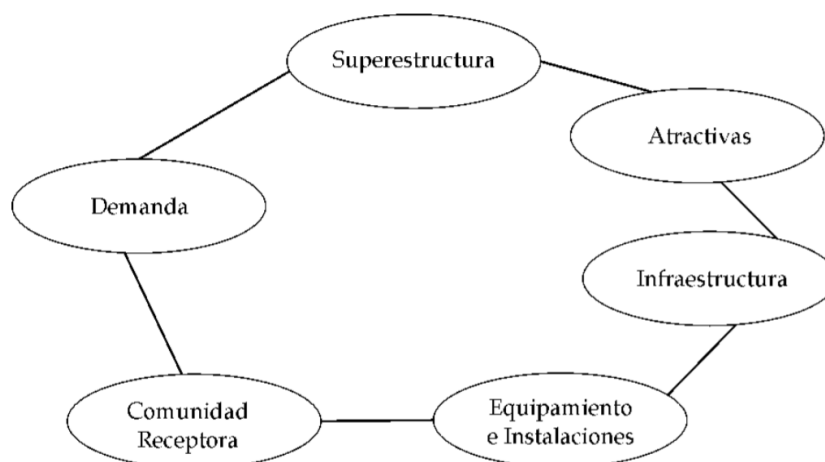 Superestructura
Atractivas
Demanda
Infraestructura
Comunidad
Receptora
Equipamiento
e Instalaciones